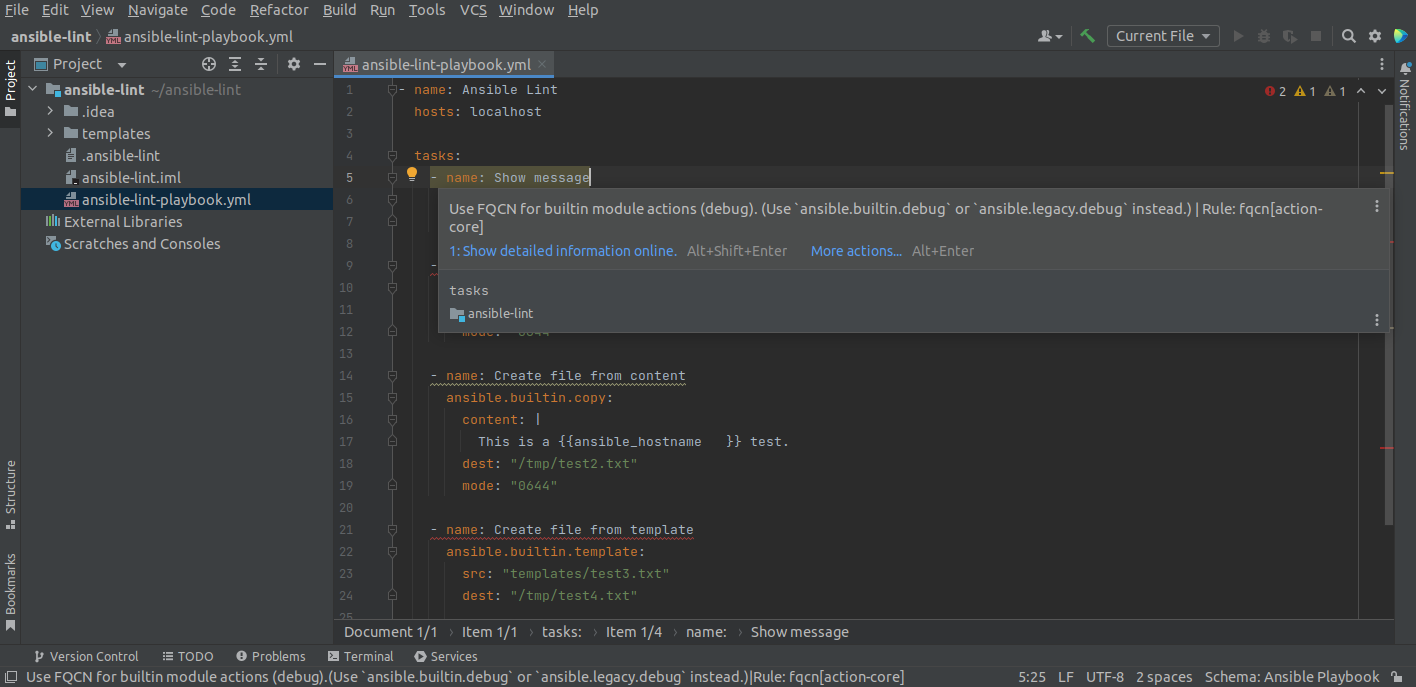 File Edit View Navigate Code Refactor Build Run Tools VCS Window Help
ansible-lint ansible-lint-playbook.yml Current File
Project
Project
ansible-lint ~/ansible-lint
.idea
templates
.ansible-lint
ansible-lint.iml
ansible-lint-playbook.yml
External Libraries
Scratches and Consoles
Structure
Bookmarks
ansible-lint-playbook.yml
2 1 1
1 - name: Ansible Lint
2 hosts: localhost
3
4 tasks:
5 - name: Show message
6
7
8
9 -
10
11
12
13
14 - name: Create file from content
15 ansible.builtin.copy:
16 content: |
17 This is a {{ansible_hostname   }} test.
18 dest: "/tmp/test2.txt"
19 mode: "0644"
20
21 - name: Create file from template
22 ansible.builtin.template:
23 src: "templates/test3.txt"
24 dest: "/tmp/test4.txt"
25
Use FQCN for builtin module actions (debug). (Use `ansible.builtin.debug` or `ansible.legacy.debug` instead.) | Rule: fqcn[action-
core]
1: Show detailed information online. Alt+Shift+Enter More actions... Alt+Enter
tasks
ansible-lint
Notifications
Document 1/1 › Item 1/1 › tasks: › Item 1/4 › name: › Show message
Version Control TODO Problems Terminal Services
Use FQCN for builtin module actions (debug).(Use `ansible.builtin.debug` or `ansible.legacy.debug` instead.)|Rule: fqcn[action-core] 5:25 LF UTF-8 2 spaces Schema: Ansible Playbook